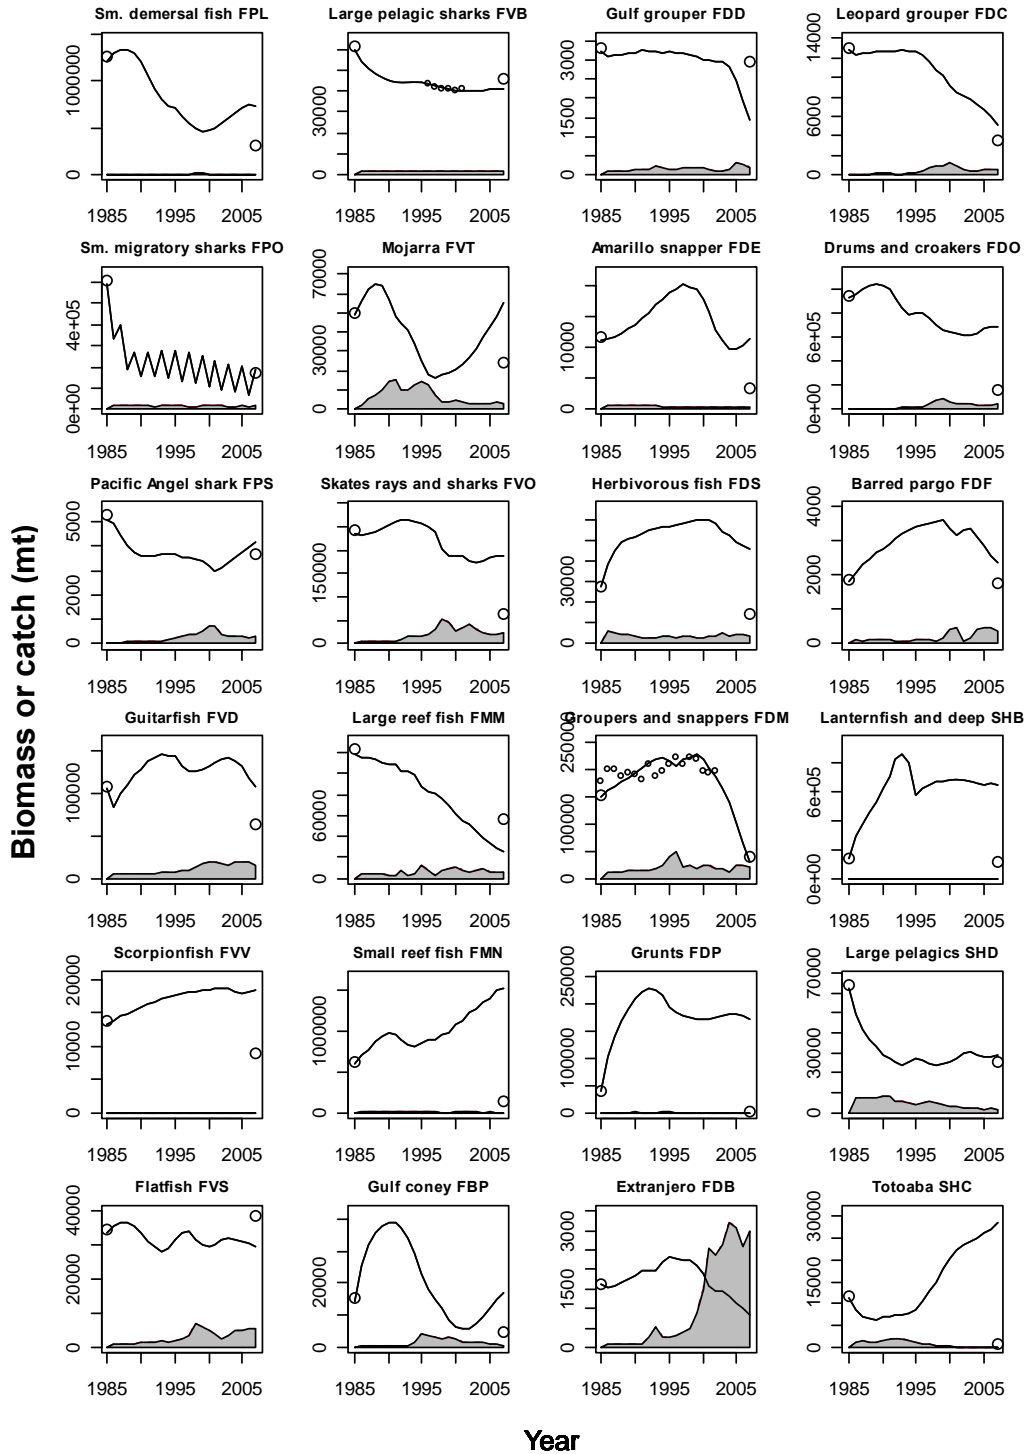 Sm. demersal fish FPL Large pelagic sharks FVB Gulf grouper FDD Leopard grouper FDC
0 1000000 0 30000 0 1500 3000 0 6000 14000
1985 1995 2005 1985 1995 2005 1985 1995 2005 1985 1995 2005
Sm. migratory sharks FPO Mojarra FVT Amarillo snapper FDE Drums and croakers FDO
0e+00 4e+05 0 30000 70000 0 10000 0e+00 6e+05
1985 1995 2005 1985 1995 2005 1985 1995 2005 1985 1995 2005
Pacific Angel shark FPS Skates rays and sharks FVO Herbivorous fish FDS Barred pargo FDF
0 2000 5000 0 150000 0 30000 0 2000 4000
1985 1995 2005 1985 1995 2005 1985 1995 2005 1985 1995 2005
Guitarfish FVD Large reef fish FMM Groupers and snappers FDM Lanternfish and deep SHB
0 100000 0 60000 0 100000 250000 0e+00 6e+05
1985 1995 2005 1985 1995 2005 1985 1995 2005 1985 1995 2005
Scorpionfish FVV Small reef fish FMN Grunts FDP Large pelagics SHD
0 10000 20000 0 1000000 0 100000 250000 0 30000 70000
1985 1995 2005 1985 1995 2005 1985 1995 2005 1985 1995 2005
Flatfish FVS Gulf coney FBP Extranjero FDB Totoaba SHC
0 20000 40000 0 20000 0 1500 3000 0 15000 30000
1985 1995 2005 1985 1995 2005 1985 1995 2005 1985 1995 2005
Biomass or catch (mt)
Year